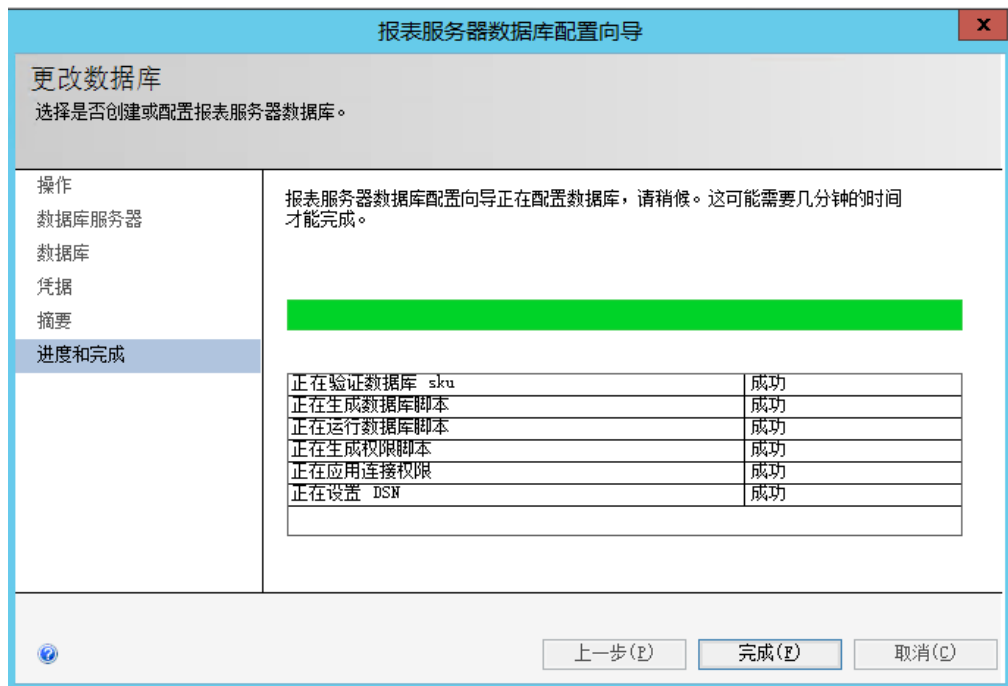 报表服务器数据库配置向导
x
更改数据库
选择是否创建或配置报表服务器数据库。
操作
数据库服务器
数据库
凭据
摘要
进度和完成
报表服务器数据库配置向导正在配置数据库，请稍候。这可能需要几分钟的时间
才能完成。
正在验证数据库 sku 成功
正在生成数据库脚本 成功
正在运行数据库脚本 成功
正在生成权限脚本 成功
正在应用连接权限 成功
正在设置 DSN 成功
?
上一步(P) 完成(F) 取消(C)